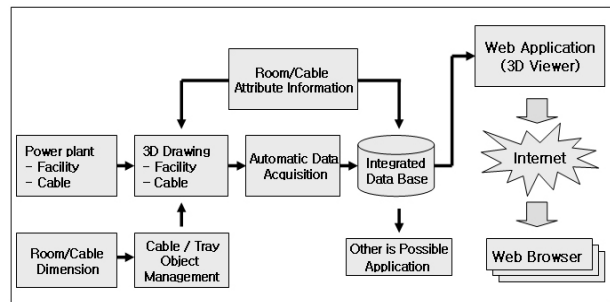 Web Application
(3D Viewer)
Room/Cable
Attribute Information
Power plant
- Facility
- Cable
3D Drawing
- Facility
- Cable
Automatic Data
Acquisition
Integrated
Data Base
Internet
Room/Cable
Dimension
Cable / Tray
Object
Management
Other is Possible
Application
Web Browser